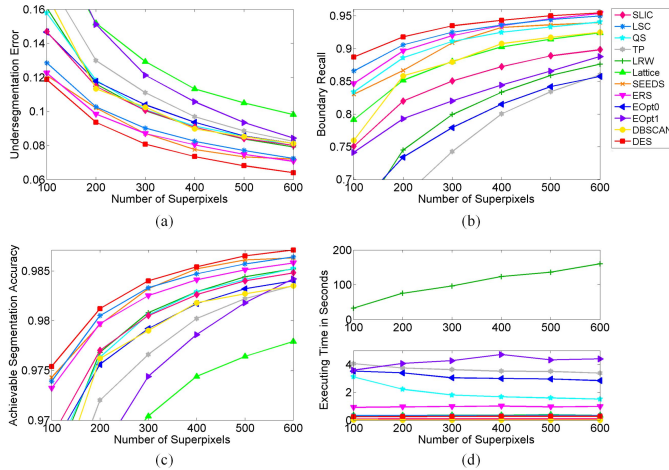 Undersegmentation Error
0.16
0.14
0.12
0.1
0.08
0.06
100 200 300 400 500 600
Number of Superpixels
(a)
Boundary Recall
0.95
0.9
0.85
0.8
0.75
0.7
100 200 300 400 500 600
Number of Superpixels
(b)
SLIC
LSC
QS
TP
LRW
Lattice
SEEDS
ERS
EOpt0
EOpt1
DBSCAN
DES
Achievable Segmentation Accuracy
0.985
0.98
0.975
0.97
100 200 300 400 500 600
Number of Superpixels
(c)
Executing Time in Seconds
200
100
0
100 200 300 400 500 600
4
2
100 200 300 400 500 600
Number of Superpixels
(d)